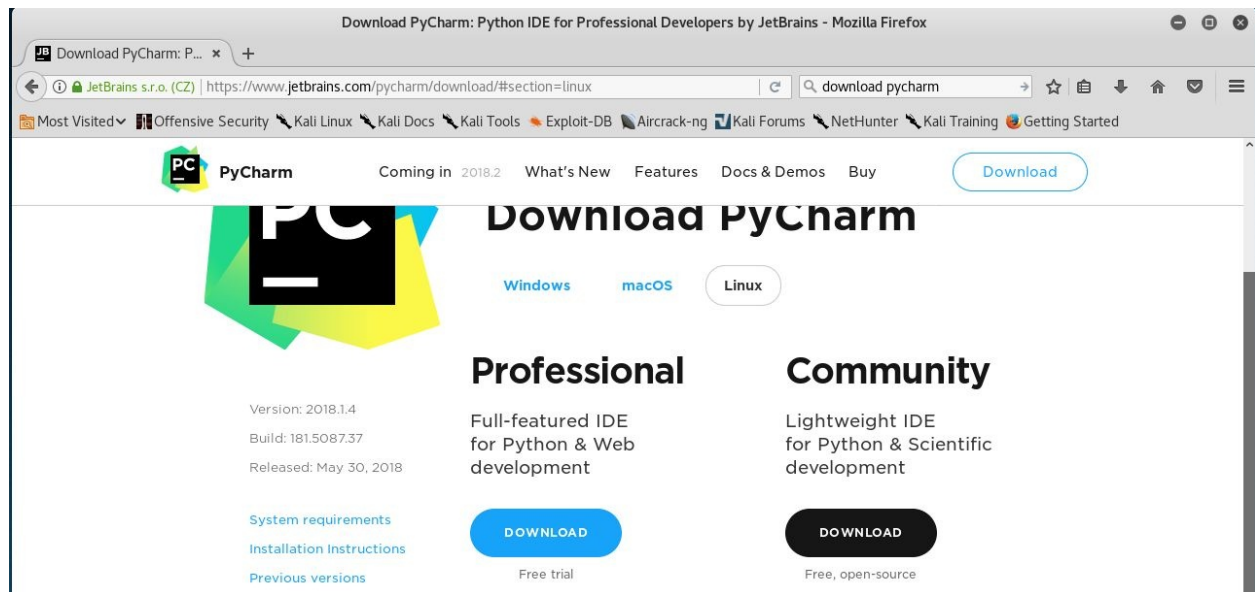 Download PyCharm: Python IDE for Professional Developers by JetBrains - Mozilla Firefox
JB Download PyCharm: P... × +
JetBrains s.r.o. (CZ) https://www.jetbrains.com/pycharm/download/#section=linux download pycharm
Most Visited Offensive Security Kali Linux Kali Docs Kali Tools Exploit-DB Aircrack-ng Kali Forums NetHunter Kali Training Getting Started
PC PyCharm Coming in 2018.2 What's New Features Docs & Demos Buy Download
PC
Download PyCharm
Windows macOS Linux
Professional
Full-featured IDE
for Python & Web
development
DOWNLOAD
Free trial
Community
Lightweight IDE
for Python & Scientific
development
DOWNLOAD
Free, open-source
Version: 2018.1.4
Build: 181.5087.37
Released: May 30, 2018
System requirements
Installation Instructions
Previous versions